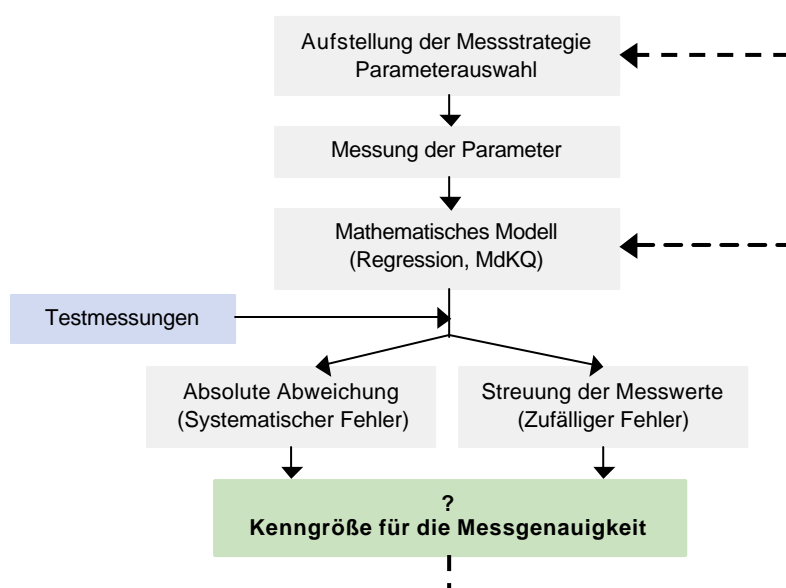 Aufstellung der Messstrategie
Parameterauswahl
Messung der Parameter
Mathematisches Modell
(Regression, MdKQ)
Testmessungen
Absolute Abweichung
(Systematischer Fehler)
Streuung der Messwerte
(Zufälliger Fehler)
?
Kenngröße für die Messgenauigkeit